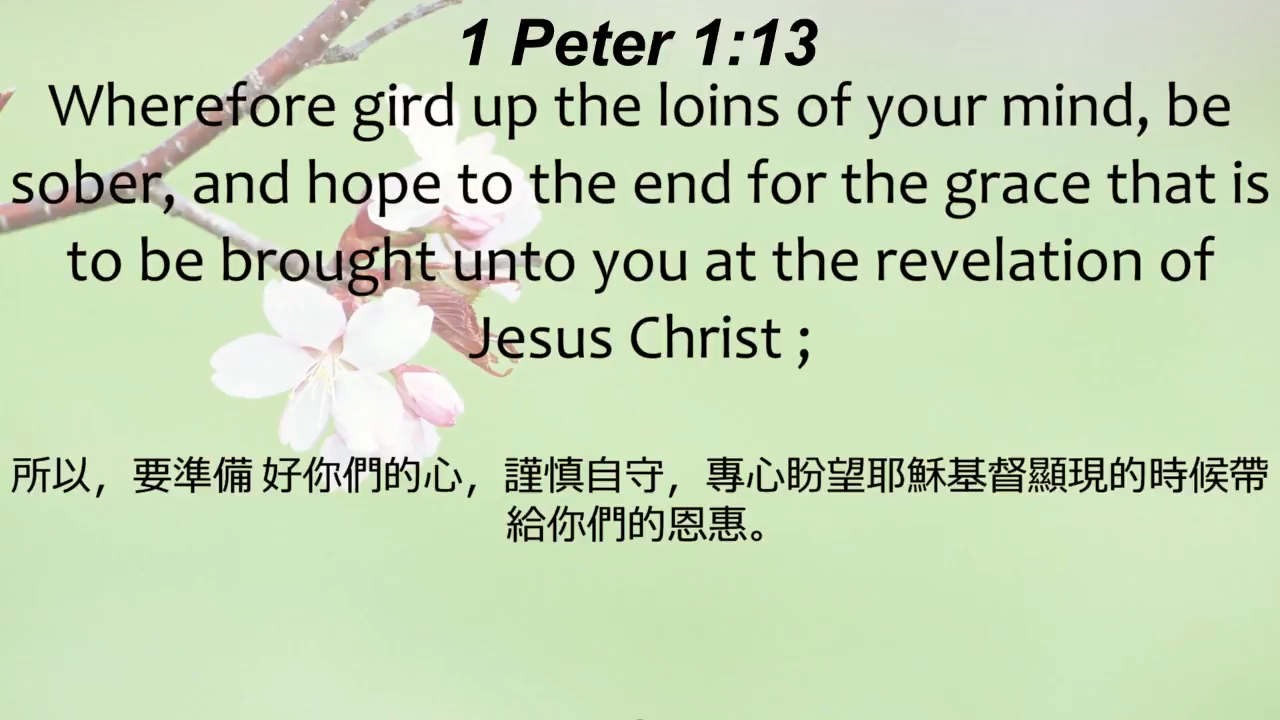 1 Peter 1:13
Wherefore gird up the loins of your mind, be
sober, and hope to the end for the grace that is
to be brought unto you at the revelation of
Jesus Christ ;
所以，要準備 好你們的心，謹慎自守，專心盼望耶穌基督顯現的時候帶
給你們的恩惠。